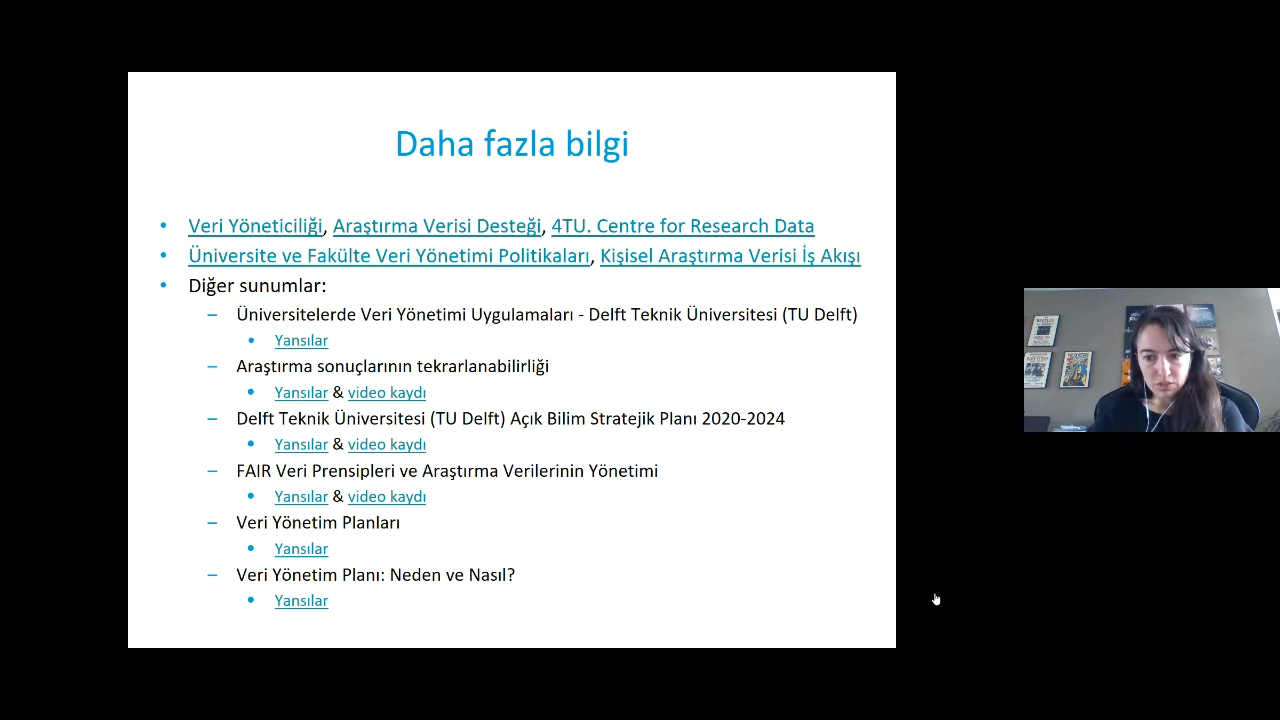 Daha fazla bilgi
• Veri Yöneticiliği, Araştırma Verisi Desteği, 4TU. Centre for Research Data
• Üniversite ve Fakülte Veri Yönetimi Politikaları, Kişisel Araştırma Verisi İş Akışı
• Diğer sunumlar:
– Üniversitelerde Veri Yönetimi Uygulamaları - Delft Teknik Üniversitesi (TU Delft)
• Yansılar
– Araştırma sonuçlarının tekrarlanabilirliği
• Yansılar & video kaydı
– Delft Teknik Üniversitesi (TU Delft) Açık Bilim Stratejik Planı 2020-2024
• Yansılar & video kaydı
– FAIR Veri Prensipleri ve Araştırma Verilerinin Yönetimi
• Yansılar & video kaydı
– Veri Yönetim Planları
• Yansılar
– Veri Yönetim Planı: Neden ve Nasıl?
• Yansılar